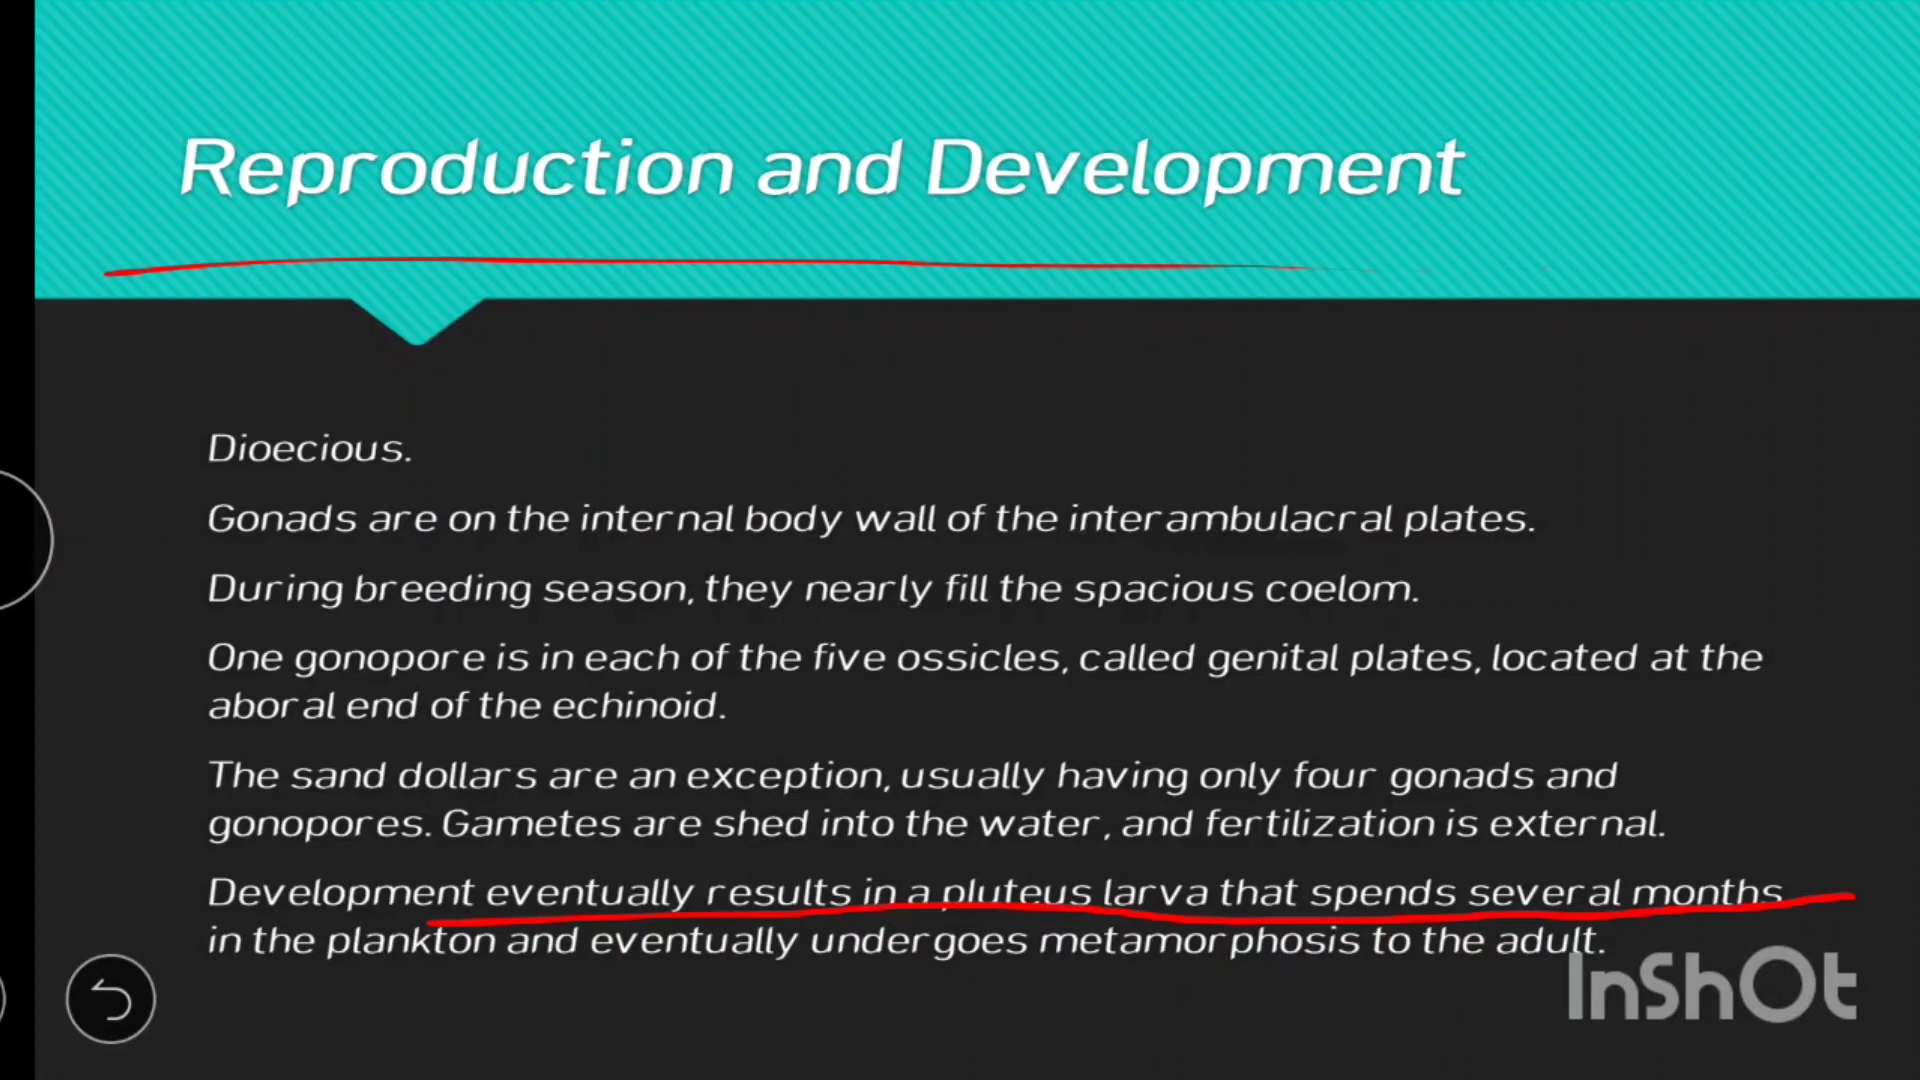 Reproduction and Development
Dioecious.
Gonads are on the internal body wall of the interambulacral plates.
During breeding season, they nearly fill the spacious coelom.
One gonopore is in each of the five ossicles, called genital plates, located at the
aboral end of the echinoid.
The sand dollars are an exception, usually having only four gonads and
gonopores. Gametes are shed into the water, and fertilization is external.
Development eventually results in a pluteus larva that spends several months
in the plankton and eventually undergoes metamorphosis to the adult.
InShOt